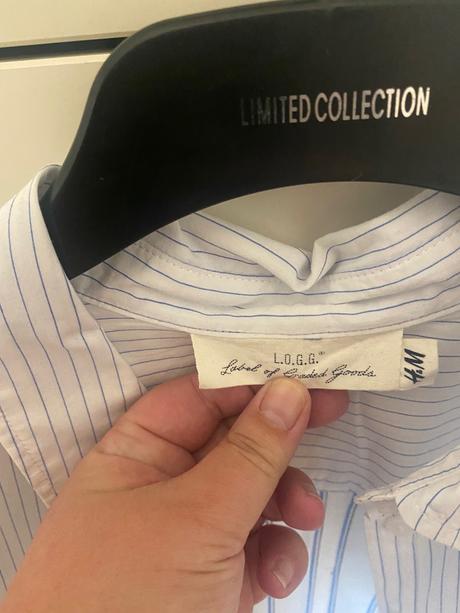 LIMITED COLLECTION
L.O.G.G.®
Label of Graded Goods
H&M